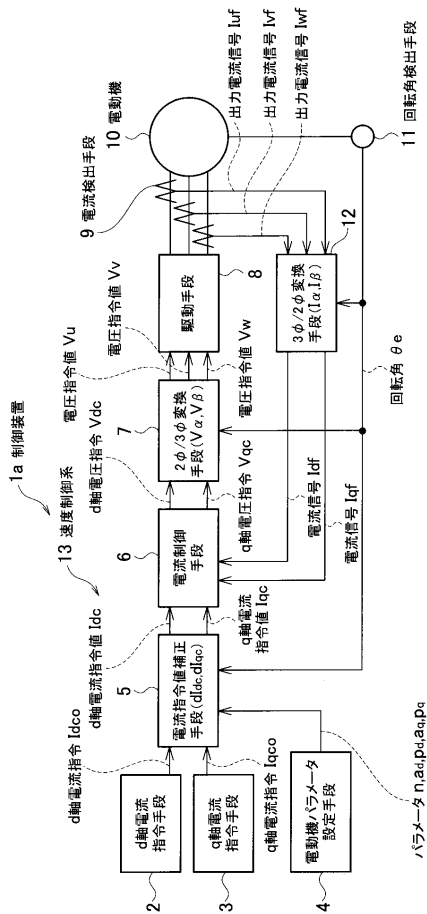 1a 制御装置
13 速度制御系
d軸電流指令 Idco
d軸電流指令値 Idc
d軸電圧指令 Vdc
電圧指令値 Vu
電圧指令値 Vv
9 電流検出手段
10 電動機
2
d軸電流
指令手段
3
q軸電流
指令手段
4
電動機パラメータ
設定手段
5
電流指令値補正
手段(dIdc,dIqc)
6
電流制御
手段
7
2φ/3φ変換
手段(Vα,Vβ)
8
駆動手段
12
3φ/2φ変換
手段(Iα,Iβ)
11 回転角検出手段
出力電流信号 Iuf
出力電流信号 Ivf
出力電流信号 Iwf
電圧指令値 Vw
q軸電圧指令 Vqc
q軸電流
指令値 Iqc
q軸電流指令 Iqco
電流信号 Idf
電流信号 Iqf
回転角 θe
パラメータ n,ad,pd,aq,pq